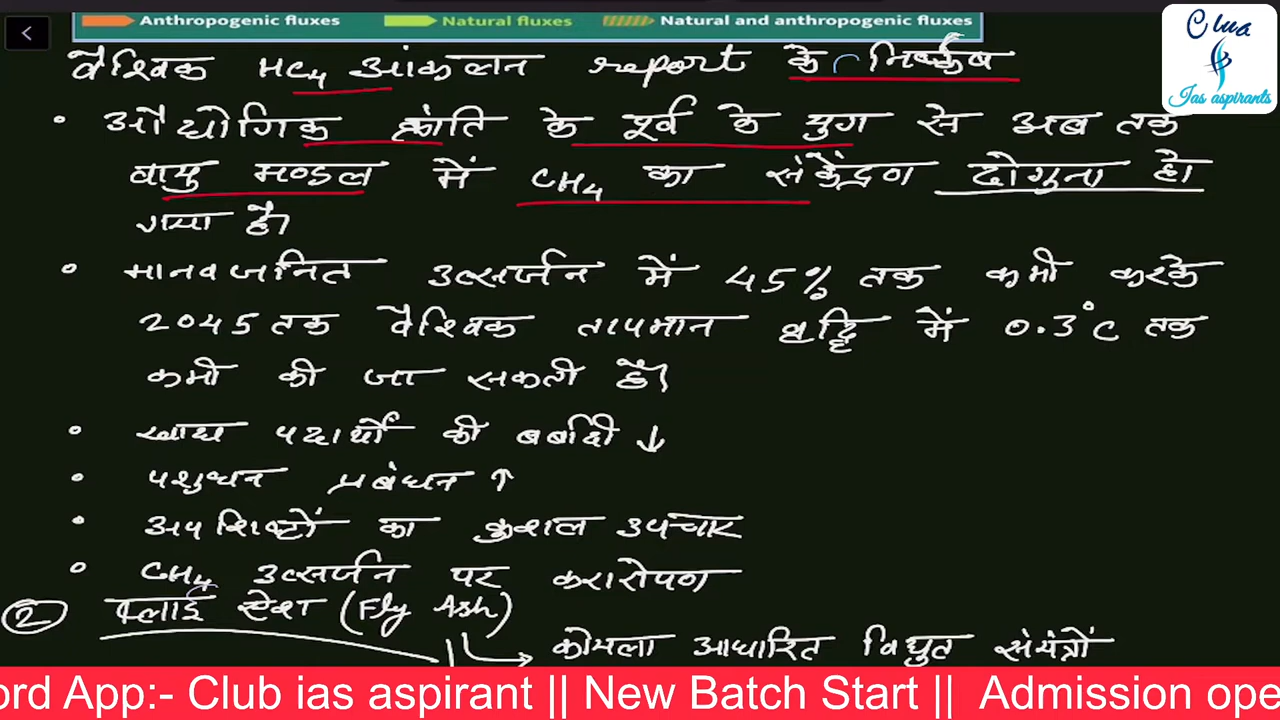 Anthropogenic fluxes Natural fluxes Natural and anthropogenic fluxes
Club
Ias aspirants
वैश्विक HC4 आंकलन report के निष्कर्ष
• औद्योगिक क्रांति के पूर्व के युग से अब तक
वायु मण्डल में CH4 का संकेंद्रण दोगुना हो
गया है।
• मानवजनित उत्सर्जन में 45% तक कमी करके
2045 तक वैश्विक तापमान वृद्धि में 0.3°C तक
कमी की जा सकती है।
• खाद्य पदार्थों की बर्बादी ↓
• पशुधन प्रबंधन ↑
• अपशिष्टों का कुशल उपचार
• CH4 उत्सर्जन पर करारोपण
② फ्लाई ऐश (Fly Ash)
→ कोयला आधारित विद्युत संयंत्रों
ord App:- Club ias aspirant || New Batch Start || Admission ope